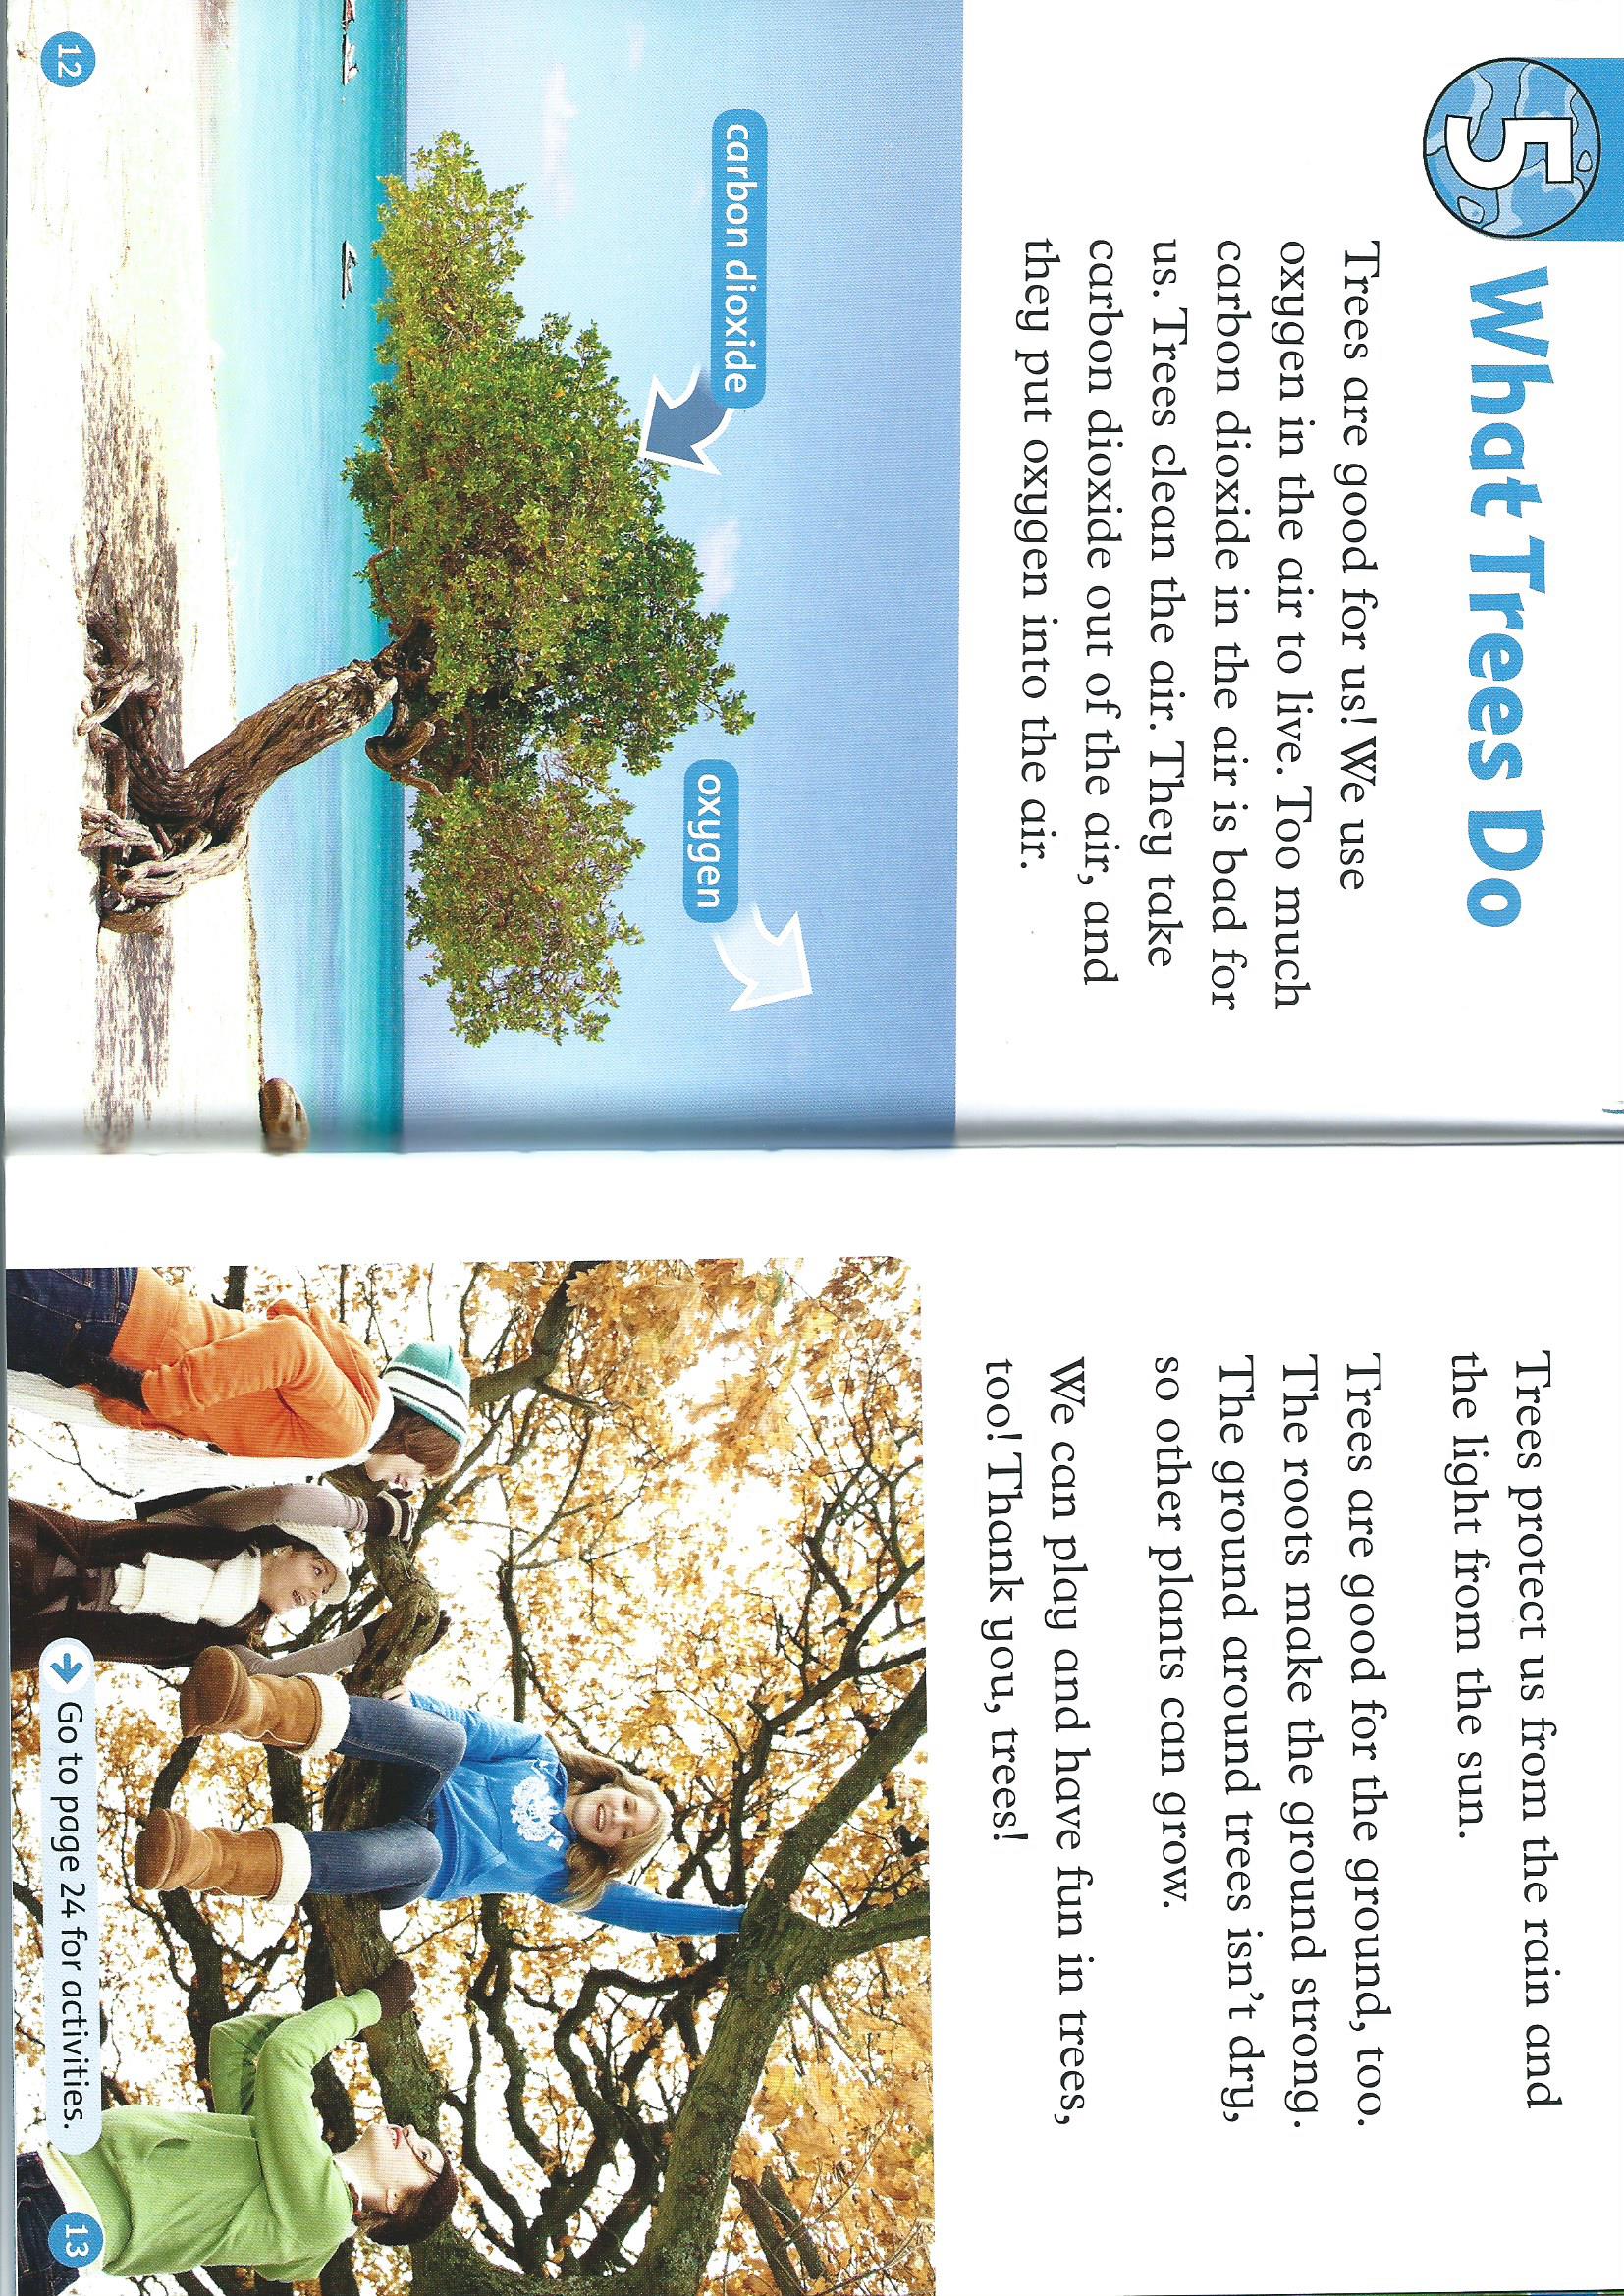 5
What Trees Do
Trees are good for us! We use
oxygen in the air to live. Too much
carbon dioxide in the air is bad for
us. Trees clean the air. They take
carbon dioxide out of the air, and
they put oxygen into the air.
carbon dioxide
oxygen
12
Trees protect us from the rain and
the light from the sun.
Trees are good for the ground, too.
The roots make the ground strong.
The ground around trees isn't dry,
so other plants can grow.
We can play and have fun in trees,
too! Thank you, trees!
Go to page 24 for activities.
13